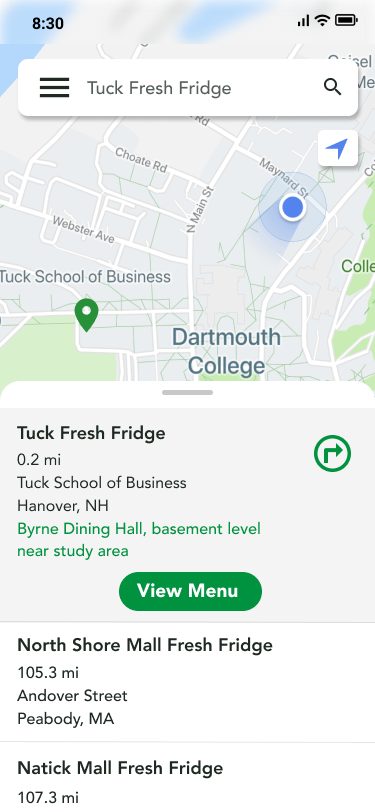 8:30
Geisel
Me
Tuck Fresh Fridge
Rd
Choate Rd
Maynard St
N Main St
Webster Ave
Colle
Tuck School of Business
Dartmouth
College
Tuck Fresh Fridge
0.2 mi
Tuck School of Business
Hanover, NH
Byrne Dining Hall, basement level
near study area
View Menu
North Shore Mall Fresh Fridge
105.3 mi
Andover Street
Peabody, MA
Natick Mall Fresh Fridge
107.3 mi